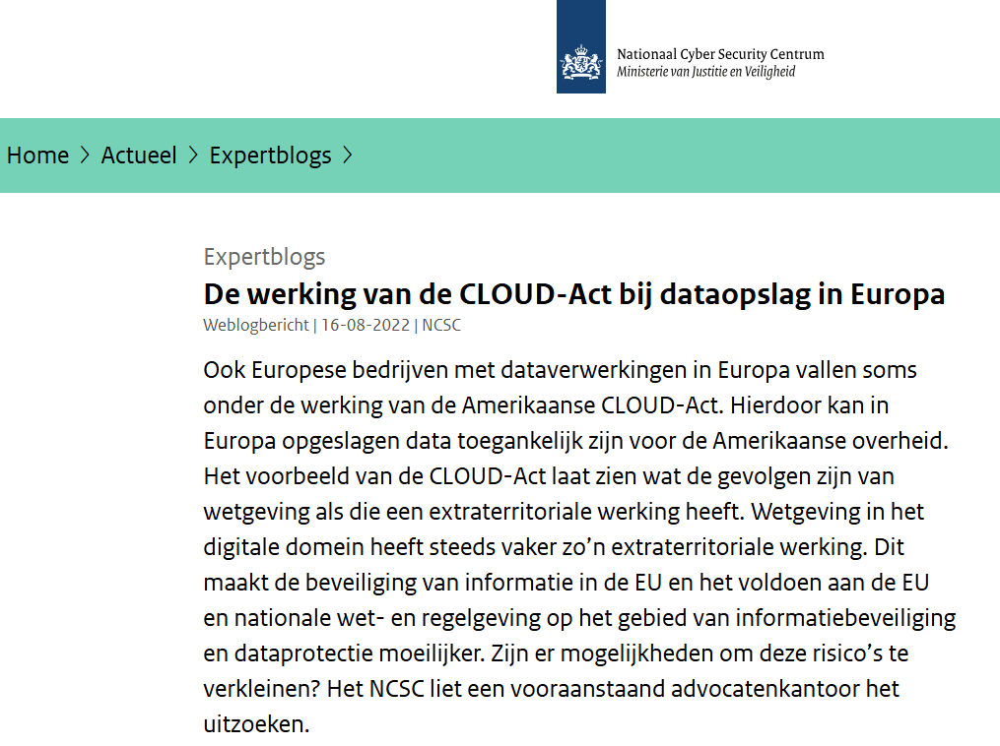 Nationaal Cyber Security Centrum
Ministerie van Justitie en Veiligheid
Home > Actueel > Expertblogs >
Expertblogs
De werking van de CLOUD-Act bij dataopslag in Europa
Weblogbericht | 16-08-2022 | NCSC
Ook Europese bedrijven met dataverwerkingen in Europa vallen soms
onder de werking van de Amerikaanse CLOUD-Act. Hierdoor kan in
Europa opgeslagen data toegankelijk zijn voor de Amerikaanse overheid.
Het voorbeeld van de CLOUD-Act laat zien wat de gevolgen zijn van
wetgeving als die een extraterritoriale werking heeft. Wetgeving in het
digitale domein heeft steeds vaker zo’n extraterritoriale werking. Dit
maakt de beveiliging van informatie in de EU en het voldoen aan de EU
en nationale wet- en regelgeving op het gebied van informatiebeveiliging
en dataprotectie moeilijker. Zijn er mogelijkheden om deze risico’s te
verkleinen? Het NCSC liet een vooraanstaand advocatenkantoor het
uitzoeken.